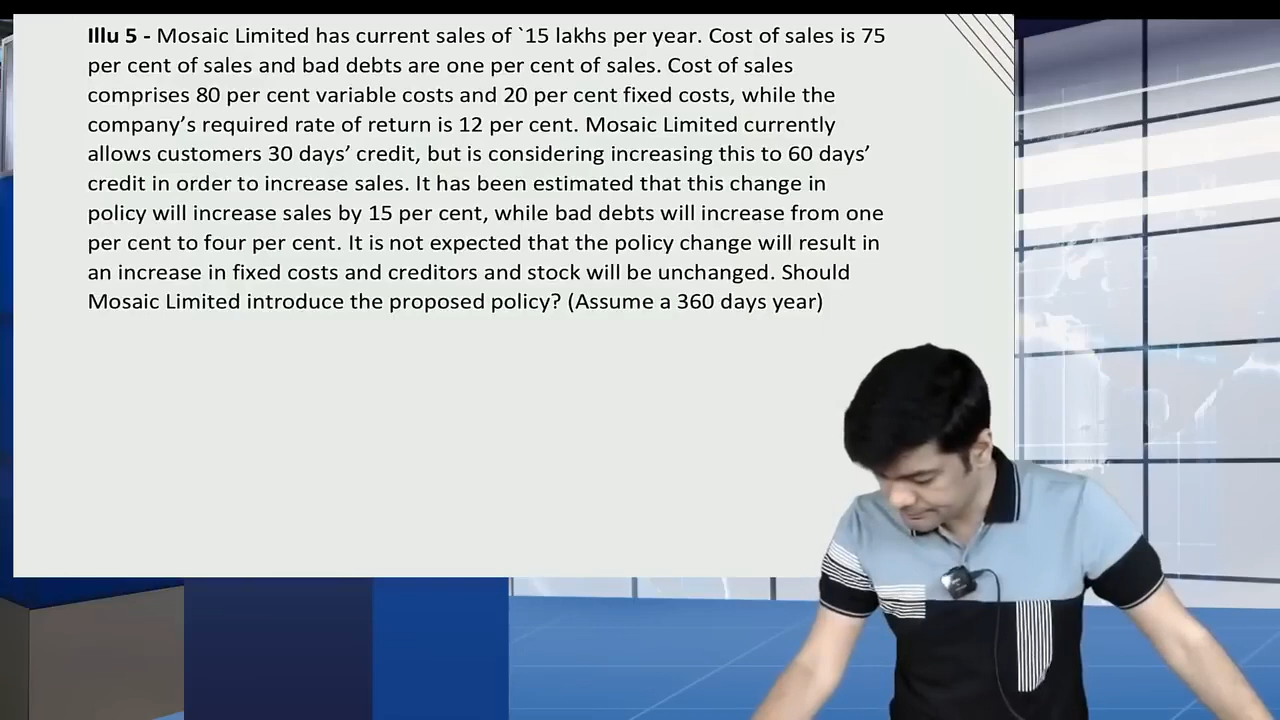 Illu 5 - Mosaic Limited has current sales of `15 lakhs per year. Cost of sales is 75
per cent of sales and bad debts are one per cent of sales. Cost of sales
comprises 80 per cent variable costs and 20 per cent fixed costs, while the
company’s required rate of return is 12 per cent. Mosaic Limited currently
allows customers 30 days’ credit, but is considering increasing this to 60 days’
credit in order to increase sales. It has been estimated that this change in
policy will increase sales by 15 per cent, while bad debts will increase from one
per cent to four per cent. It is not expected that the policy change will result in
an increase in fixed costs and creditors and stock will be unchanged. Should
Mosaic Limited introduce the proposed policy? (Assume a 360 days year)